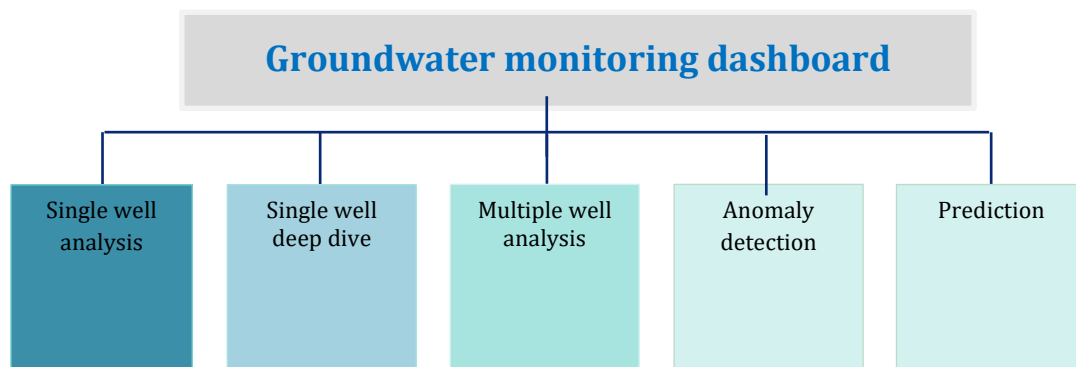 Groundwater monitoring dashboard
Single well
analysis
Single well
deep dive
Multiple well
analysis
Anomaly
detection
Prediction